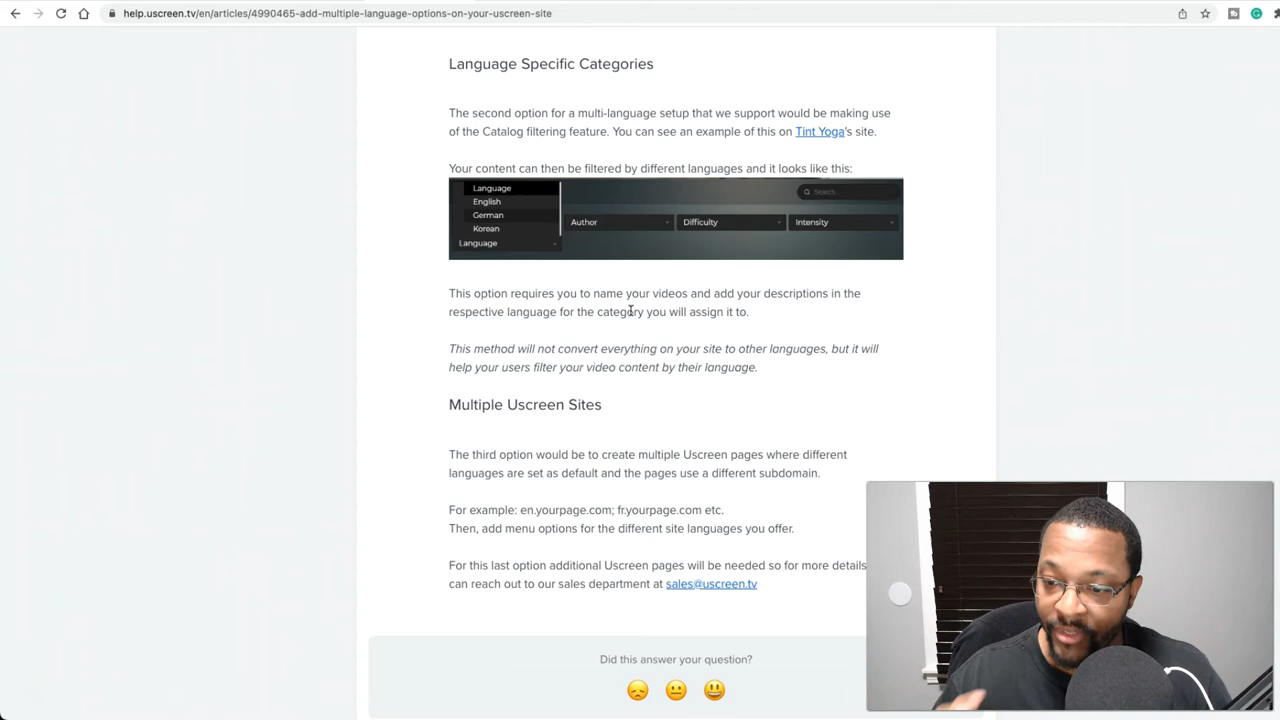 help.uscreen.tv/en/articles/4990465-add-multiple-language-options-on-your-uscreen-site
Language Specific Categories
The second option for a multi-language setup that we support would be making use
of the Catalog filtering feature. You can see an example of this on Tint Yoga's site.
Your content can then be filtered by different languages and it looks like this:
Language
English
German
Korean
Language
Search...
Author
Difficulty
Intensity
This option requires you to name your videos and add your descriptions in the
respective language for the category you will assign it to.
This method will not convert everything on your site to other languages, but it will
help your users filter your video content by their language.
Multiple Uscreen Sites
The third option would be to create multiple Uscreen pages where different
languages are set as default and the pages use a different subdomain.
For example: en.yourpage.com; fr.yourpage.com etc.
Then, add menu options for the different site languages you offer.
For this last option additional Uscreen pages will be needed so for more details
can reach out to our sales department at sales@uscreen.tv
Did this answer your question?